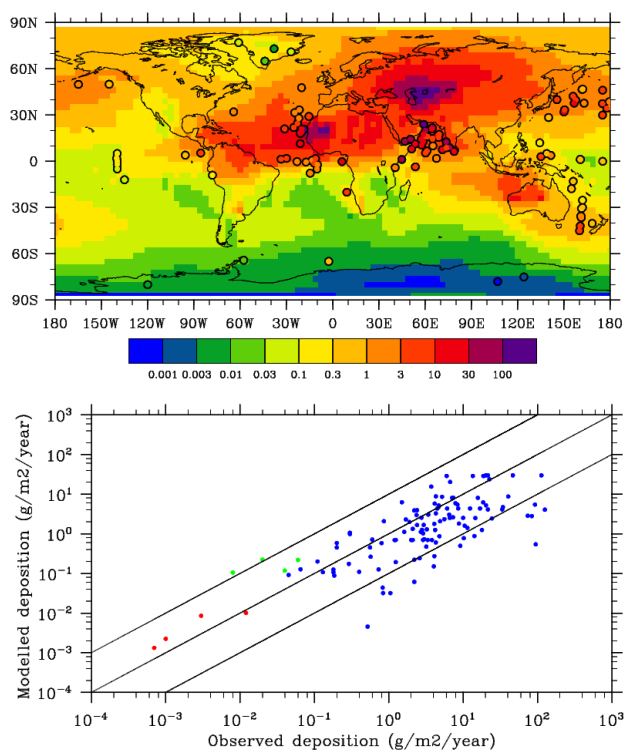 90N
60N
30N
0
30S
60S
90S
180 150W 120W 90W 60W 30W 0 30E 60E 90E 120E 150E 180
0.001 0.003 0.01 0.03 0.1 0.3 1 3 10 30 100
Modelled deposition (g/m2/year)
10³
10²
10¹
10⁰
10⁻¹
10⁻²
10⁻³
10⁻⁴
10⁻⁴ 10⁻³ 10⁻² 10⁻¹ 10⁰ 10¹ 10² 10³
Observed deposition (g/m2/year)